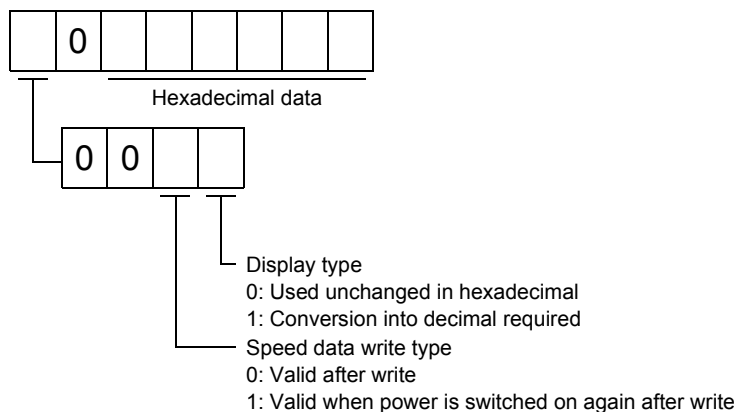 0
Hexadecimal data
0 0
Display type
0: Used unchanged in hexadecimal
1: Conversion into decimal required
Speed data write type
0: Valid after write
1: Valid when power is switched on again after write